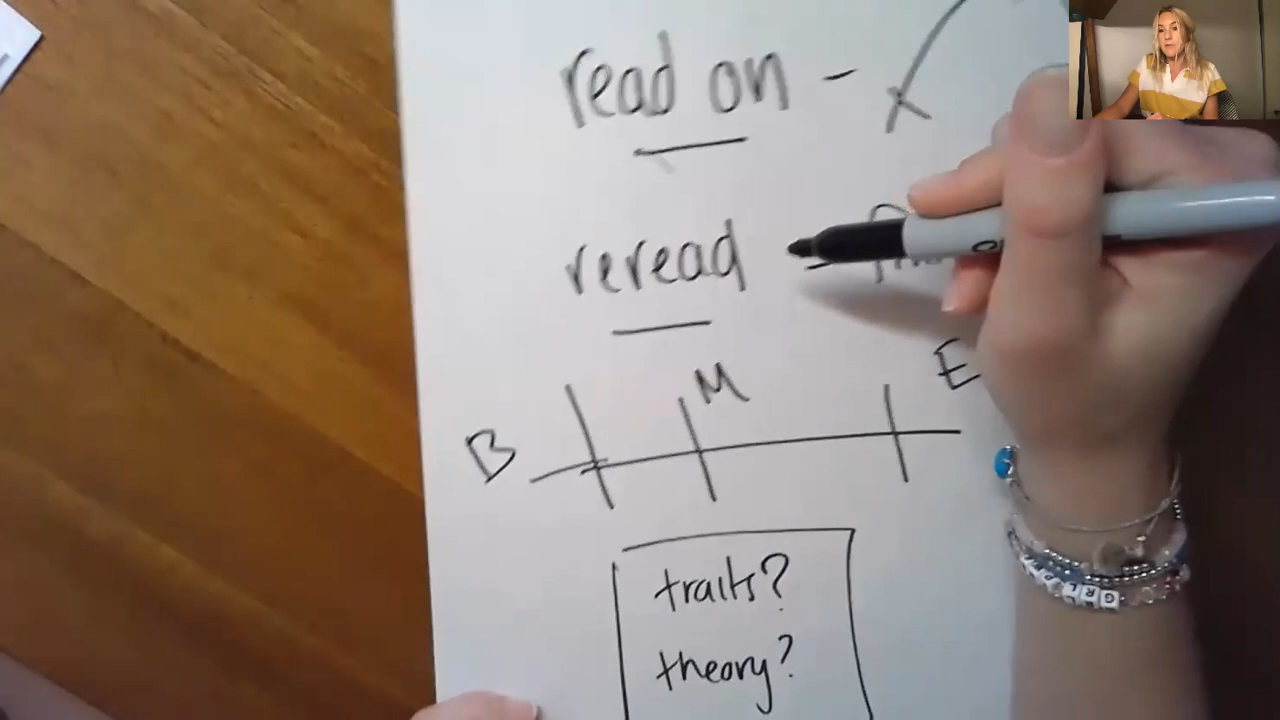 read on -
reread -
B M E
traits?
theory?